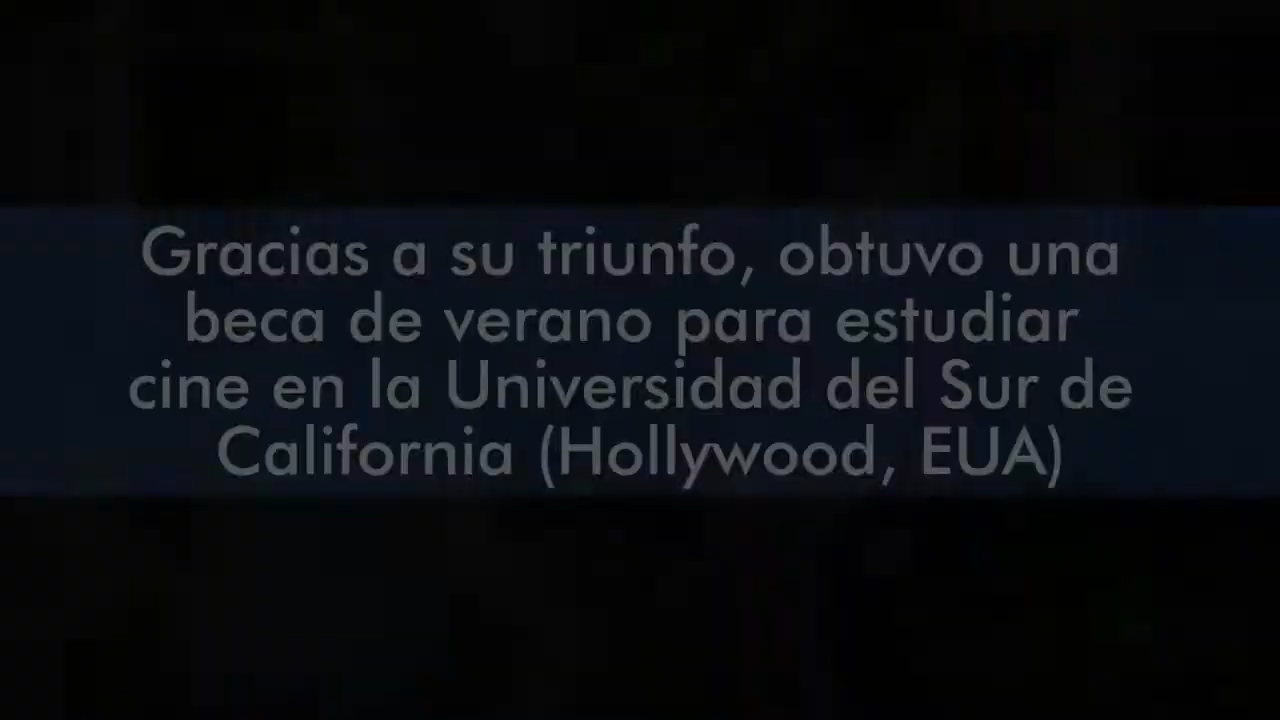 Gracias a su triunfo, obtuvo una
beca de verano para estudiar
cine en la Universidad del Sur de
California (Hollywood, EUA)